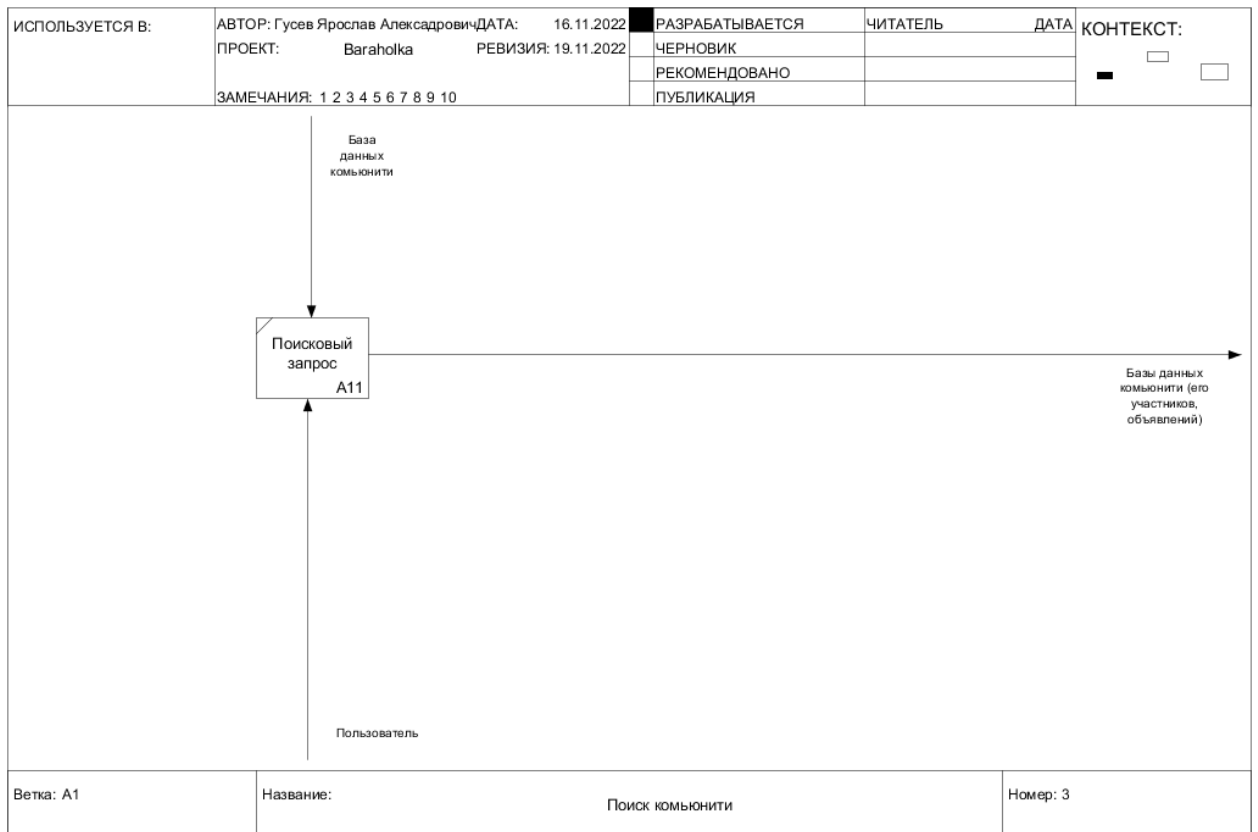 ИСПОЛЬЗУЕТСЯ В:
АВТОР: Гусев Ярослав Алексадрович
ДАТА: 16.11.2022
ПРОЕКТ: Baraholka
РЕВИЗИЯ: 19.11.2022
ЗАМЕЧАНИЯ: 1 2 3 4 5 6 7 8 9 10
РАЗРАБАТЫВАЕТСЯ
ЧЕРНОВИК
РЕКОМЕНДОВАНО
ПУБЛИКАЦИЯ
ЧИТАТЕЛЬ ДАТА
КОНТЕКСТ:
База
данных
комьюнити
Поисковый
запрос
A11
Базы данных
комьюнити (его
участников,
объявлений)
Пользователь
Ветка: A1
Название:
Поиск комьюнити
Номер: 3